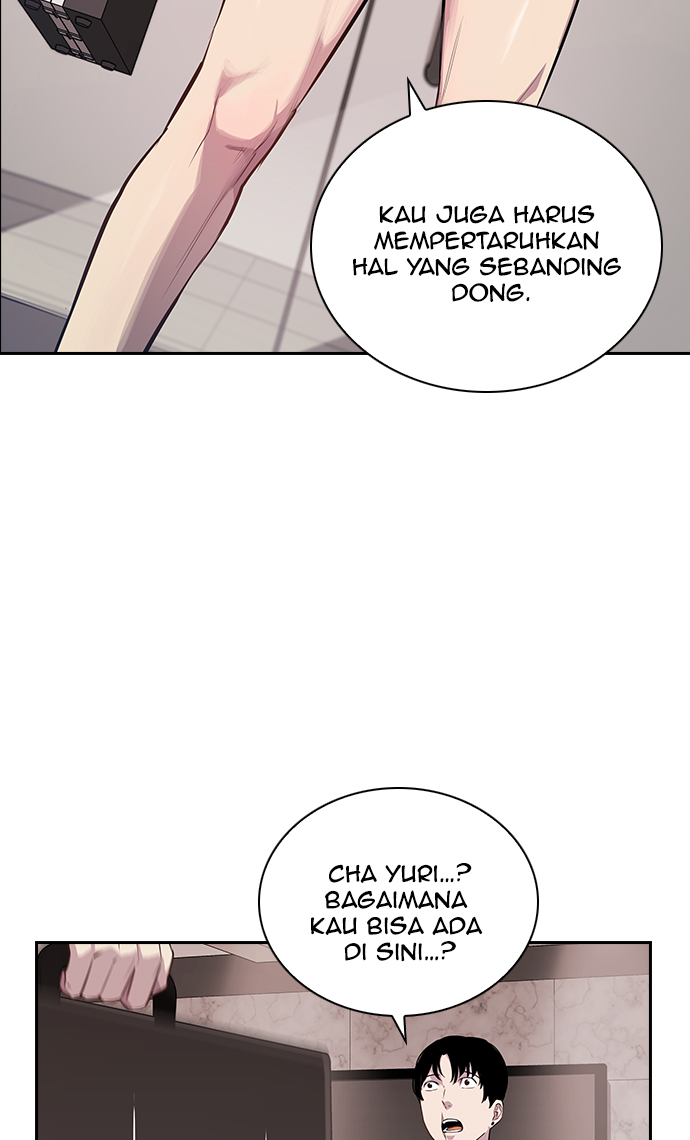 KAU JUGA HARUS
MEMPERTARUHKAN
HAL YANG SEBANDING
DONG.
CHA YURI...?
BAGAIMANA
KAU BISA ADA
DI SINI...?